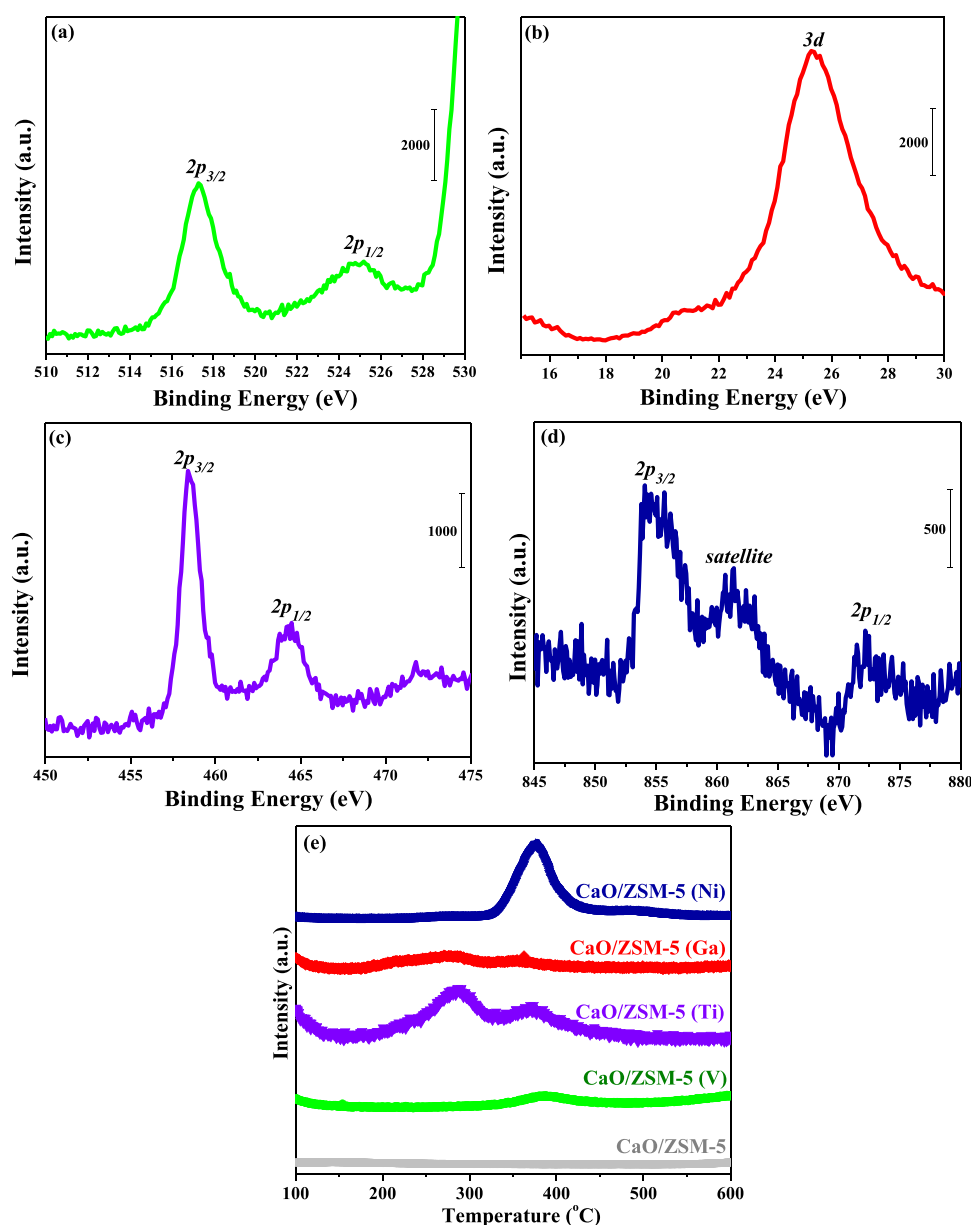 (a)
2p3/2
2p1/2
2000
Intensity (a.u.)
510 512 514 516 518 520 522 524 526 528 530
Binding Energy (eV)
(b)
3d
2000
Intensity (a.u.)
16 18 20 22 24 26 28 30
Binding Energy (eV)
(c)
2p3/2
2p1/2
1000
Intensity (a.u.)
450 455 460 465 470 475
Binding Energy (eV)
(d)
2p3/2
satellite
2p1/2
500
Intensity (a.u.)
845 850 855 860 865 870 875 880
Binding Energy (eV)
(e)
CaO/ZSM-5 (Ni)
CaO/ZSM-5 (Ga)
CaO/ZSM-5 (Ti)
CaO/ZSM-5 (V)
CaO/ZSM-5
Intensity (a.u.)
100 200 300 400 500 600
Temperature (°C)